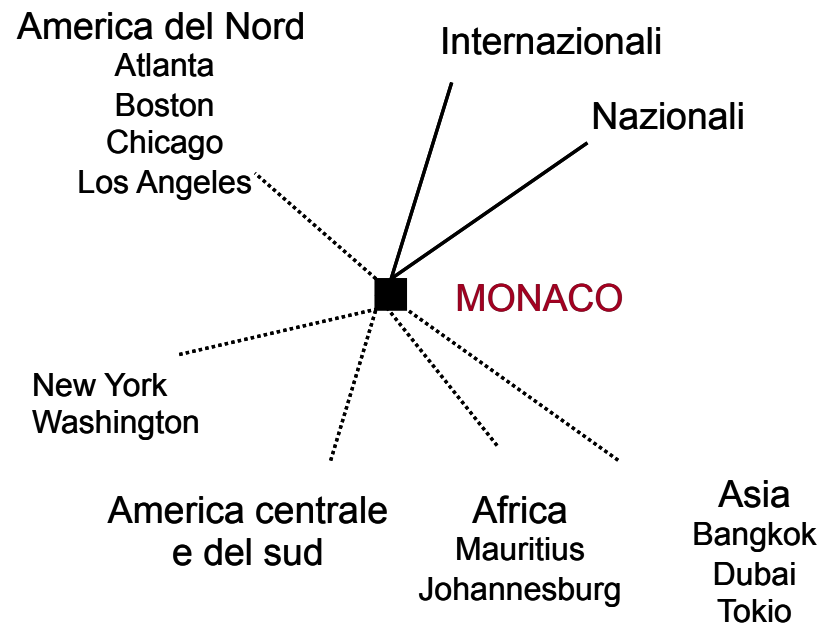 America del Nord
Atlanta
Boston
Chicago
Los Angeles
Internazionali
Nazionali
MONACO
New York
Washington
America centrale
e del sud
Africa
Mauritius
Johannesburg
Asia
Bangkok
Dubai
Tokio